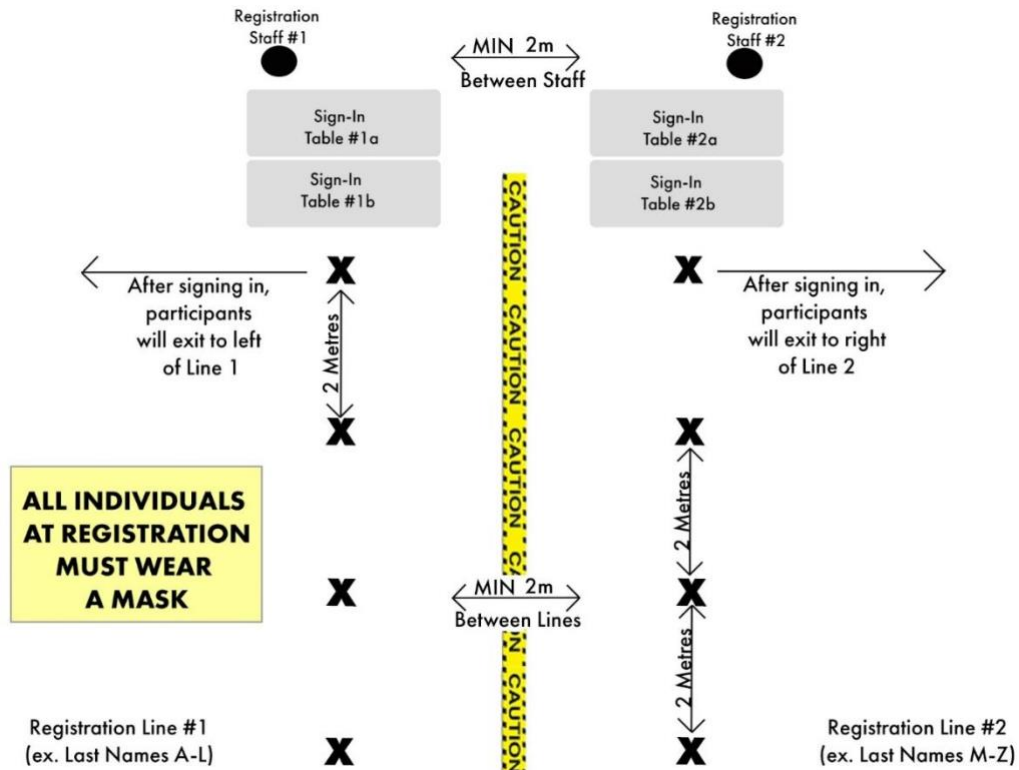 Registration
Staff #1
MIN 2m
Between Staff
Registration
Staff #2
Sign-In
Table #1a
Sign-In
Table #2a
Sign-In
Table #1b
Sign-In
Table #2b
After signing in,
participants
will exit to left
of Line 1
After signing in,
participants
will exit to right
of Line 2
X
X
2 Metres
CAUTION
CAUTION
CAUTION
CA
X
X
2 Metres
ALL INDIVIDUALS
AT REGISTRATION
MUST WEAR
A MASK
X
MIN 2m
Between Lines
X
ON
CAUTION
2 Metres
Registration Line #1
(ex. Last Names A-L)
X
X
Registration Line #2
(ex. Last Names M-Z)